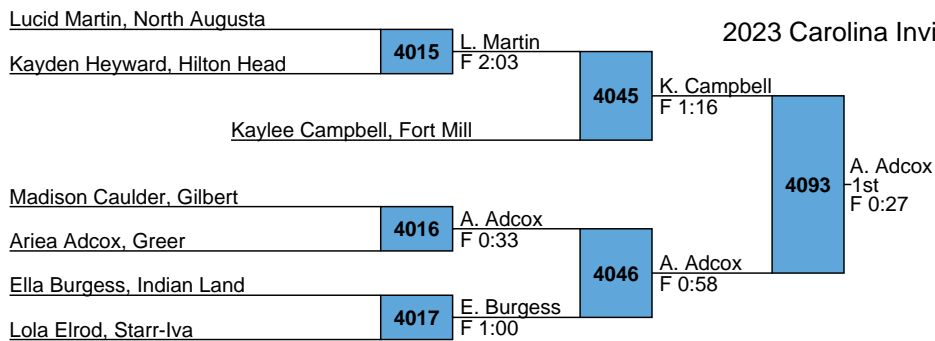 Lucid Martin, North Augusta
2023 Carolina Invi
4015
L. Martin
F 2:03
Kayden Heyward, Hilton Head
4045
K. Campbell
F 1:16
Kaylee Campbell, Fort Mill
4093
A. Adcox
1st
F 0:27
Madison Caulder, Gilbert
4016
A. Adcox
F 0:33
Ariea Adcox, Greer
4046
A. Adcox
F 0:58
Ella Burgess, Indian Land
4017
E. Burgess
F 1:00
Lola Elrod, Starr-Iva